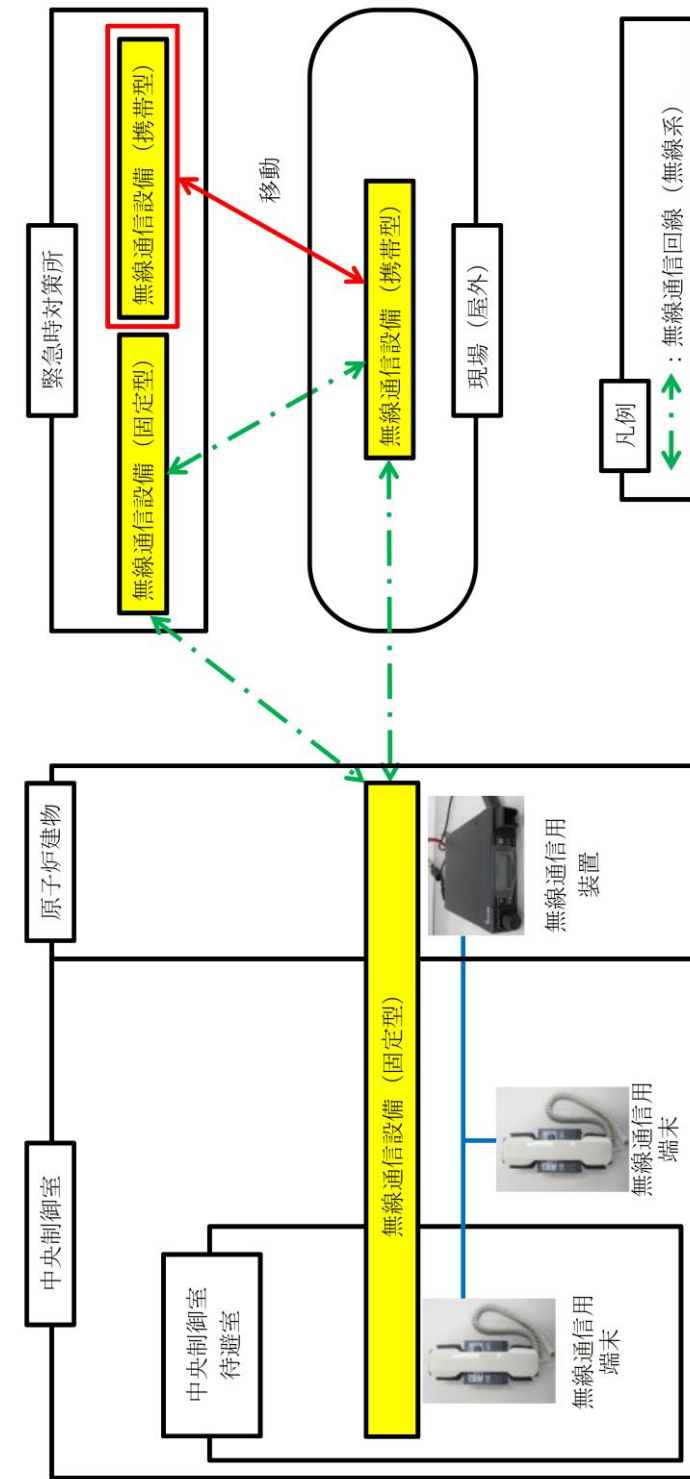 中央制御室
原子炉建物
緊急時対策所
無線通信設備（固定型）
無線通信設備（携帯型）
移動
中央制御室
待避室
無線通信設備（固定型）
無線通信設備（携帯型）
無線通信用
端末
無線通信用
端末
無線通信用
装置
現場（屋外）
凡例
：無線通信回線（無線系）